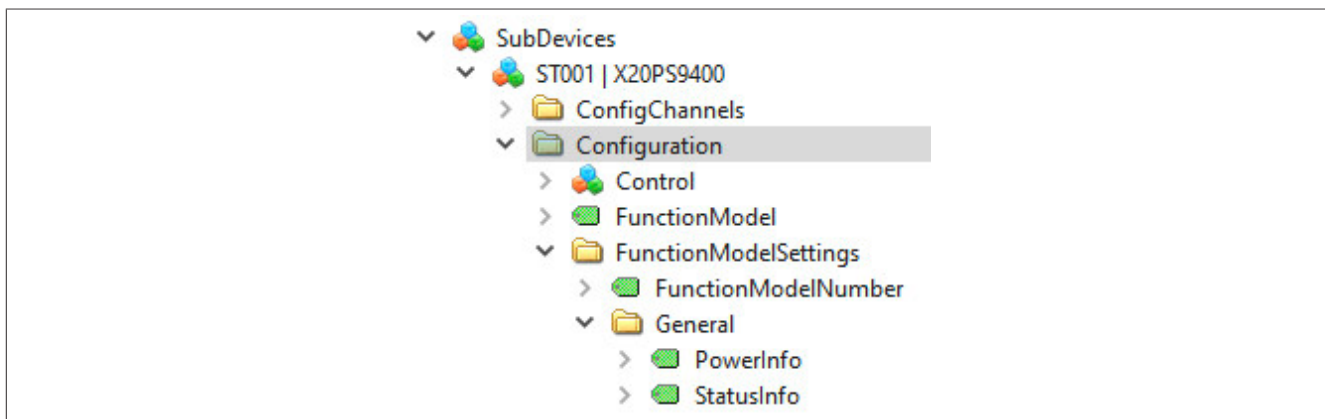 SubDevices
ST001 | X20PS9400
ConfigChannels
Configuration
Control
FunctionModel
FunctionModelSettings
FunctionModelNumber
General
PowerInfo
StatusInfo